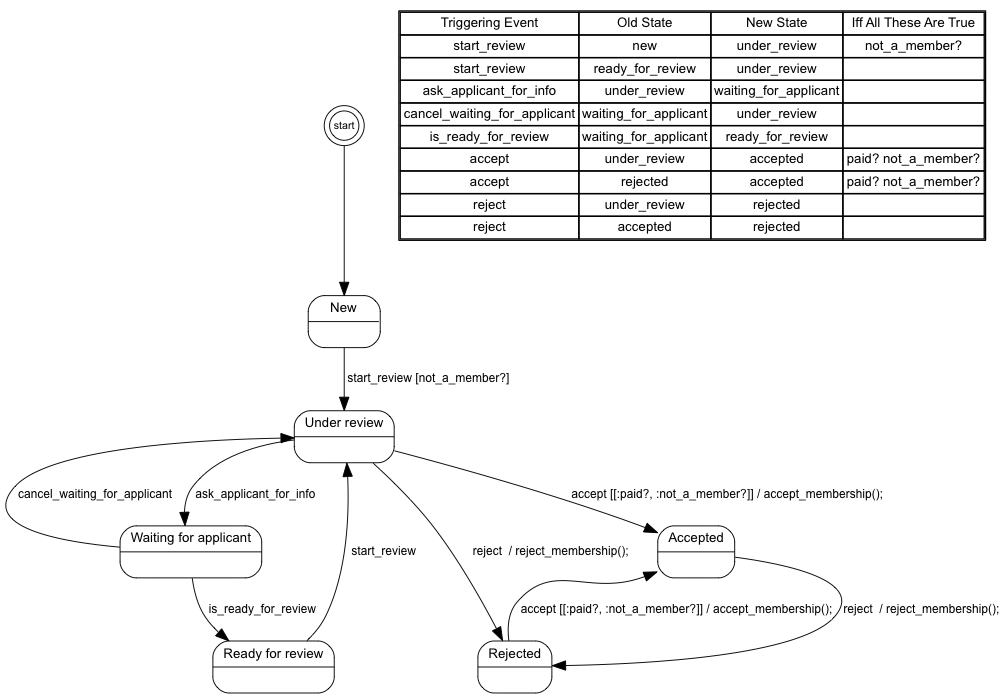 Triggering Event Old State New State Iff All These Are True
start_review new under_review not_a_member?
start_review ready_for_review under_review
ask_applicant_for_info under_review waiting_for_applicant
cancel_waiting_for_applicant waiting_for_applicant under_review
is_ready_for_review waiting_for_applicant ready_for_review
accept under_review accepted paid? not_a_member?
accept rejected accepted paid? not_a_member?
reject under_review rejected
reject accepted rejected
start
New
start_review [not_a_member?]
Under review
cancel_waiting_for_applicant
ask_applicant_for_info
accept [[:paid?, :not_a_member?]] / accept_membership();
Waiting for applicant
Accepted
start_review
reject / reject_membership();
is_ready_for_review
accept [[:paid?, :not_a_member?]] / accept_membership();
reject / reject_membership();
Ready for review
Rejected